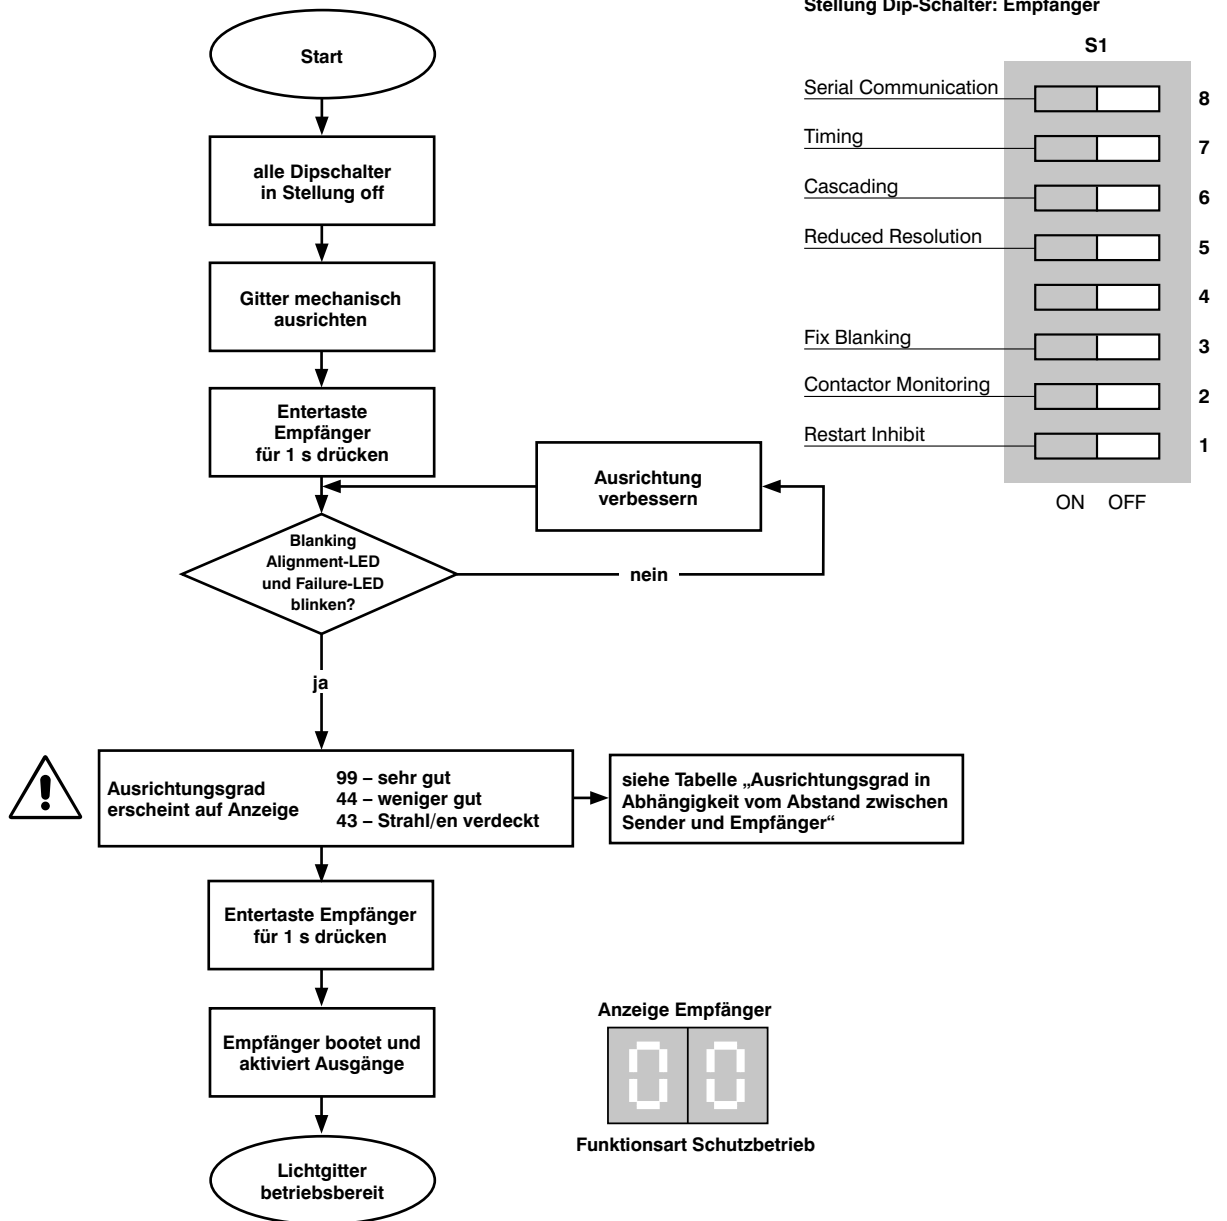 Stellung Dip-Schalter: Empfänger
S1
Serial Communication
8
Timing
7
Cascading
6
Reduced Resolution
5
4
Fix Blanking
3
Contactor Monitoring
2
Restart Inhibit
1
ON OFF
Start
alle Dipschalter
in Stellung off
Gitter mechanisch
ausrichten
Entertaste
Empfänger
für 1 s drücken
Ausrichtung
verbessern
Blanking
Alignment-LED
und Failure-LED
blinken?
nein
ja
Ausrichtungsgrad
erscheint auf Anzeige
99 – sehr gut
44 – weniger gut
43 – Strahl/en verdeckt
siehe Tabelle „Ausrichtungsgrad in
Abhängigkeit vom Abstand zwischen
Sender und Empfänger“
Entertaste Empfänger
für 1 s drücken
Empfänger bootet und
aktiviert Ausgänge
Lichtgitter
betriebsbereit
Anzeige Empfänger
00
Funktionsart Schutzbetrieb